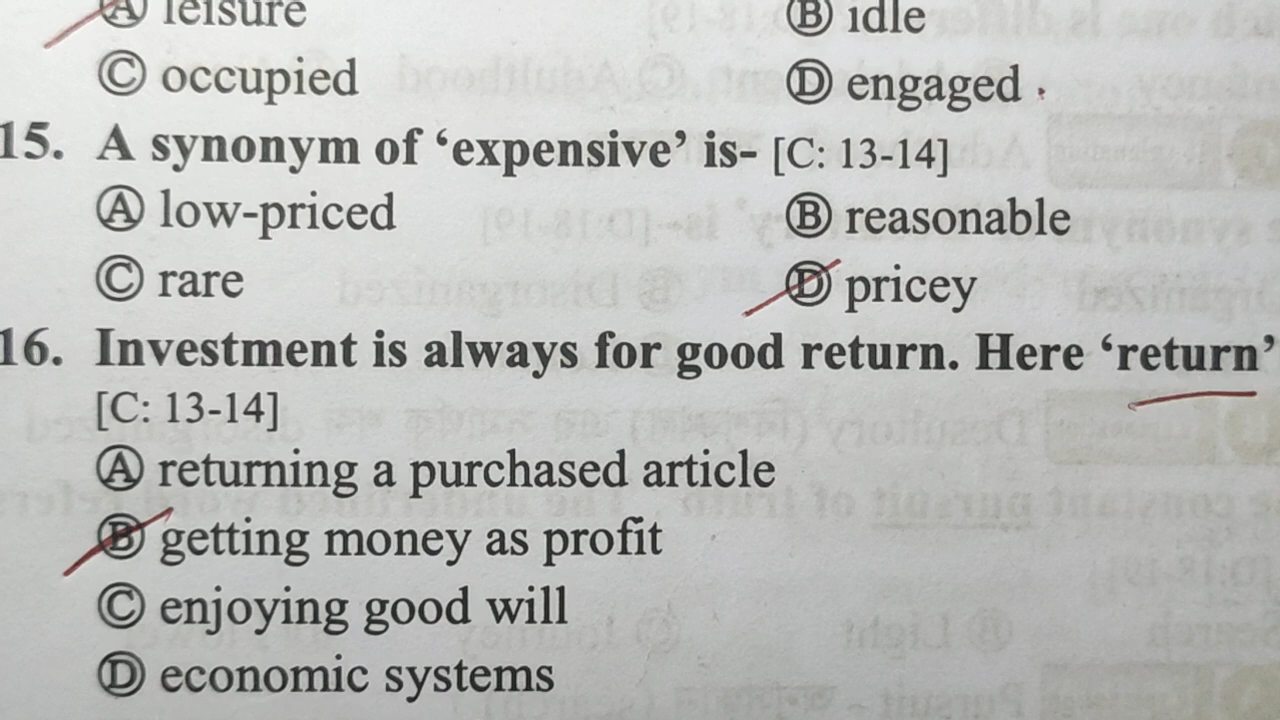 Ⓐ leisure Ⓑ idle
Ⓒ occupied Ⓓ engaged
15. A synonym of ‘expensive’ is- [C: 13-14]
Ⓐ low-priced Ⓑ reasonable
Ⓒ rare Ⓓ pricey
16. Investment is always for good return. Here ‘return’
[C: 13-14]
Ⓐ returning a purchased article
Ⓑ getting money as profit
Ⓒ enjoying good will
Ⓓ economic systems